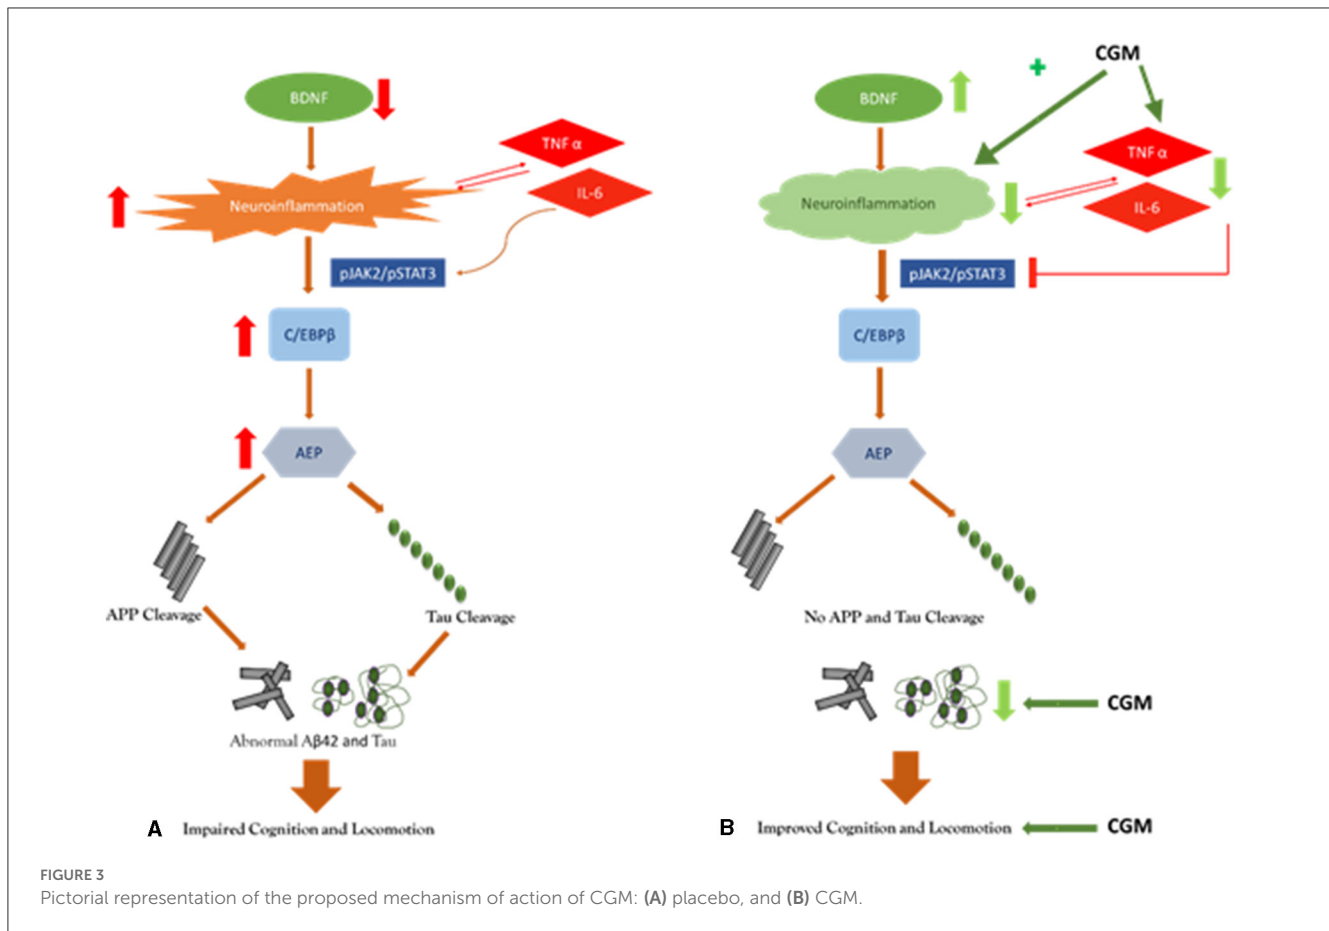 BDNF
TNF α
IL-6
Neuroinflammation
pJAK2/pSTAT3
C/EBPβ
AEP
APP Cleavage
Tau Cleavage
Abnormal Aβ42 and Tau
A
Impaired Cognition and Locomotion
CGM
+
BDNF
TNF α
IL-6
Neuroinflammation
pJAK2/pSTAT3
C/EBPβ
AEP
No APP and Tau Cleavage
CGM
B
Improved Cognition and Locomotion
CGM
FIGURE 3
Pictorial representation of the proposed mechanism of action of CGM: (A) placebo, and (B) CGM.